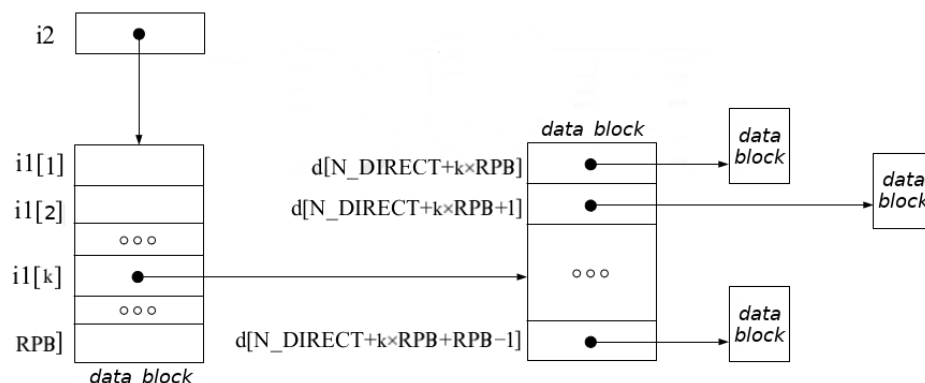 i2
i1[1]
i1[2]
i1[k]
RPB]
data block
data block
d[N_DIRECT+k×RPB]
d[N_DIRECT+k×RPB+1]
d[N_DIRECT+k×RPB+RPB−1]
data
block
data
block
data
block